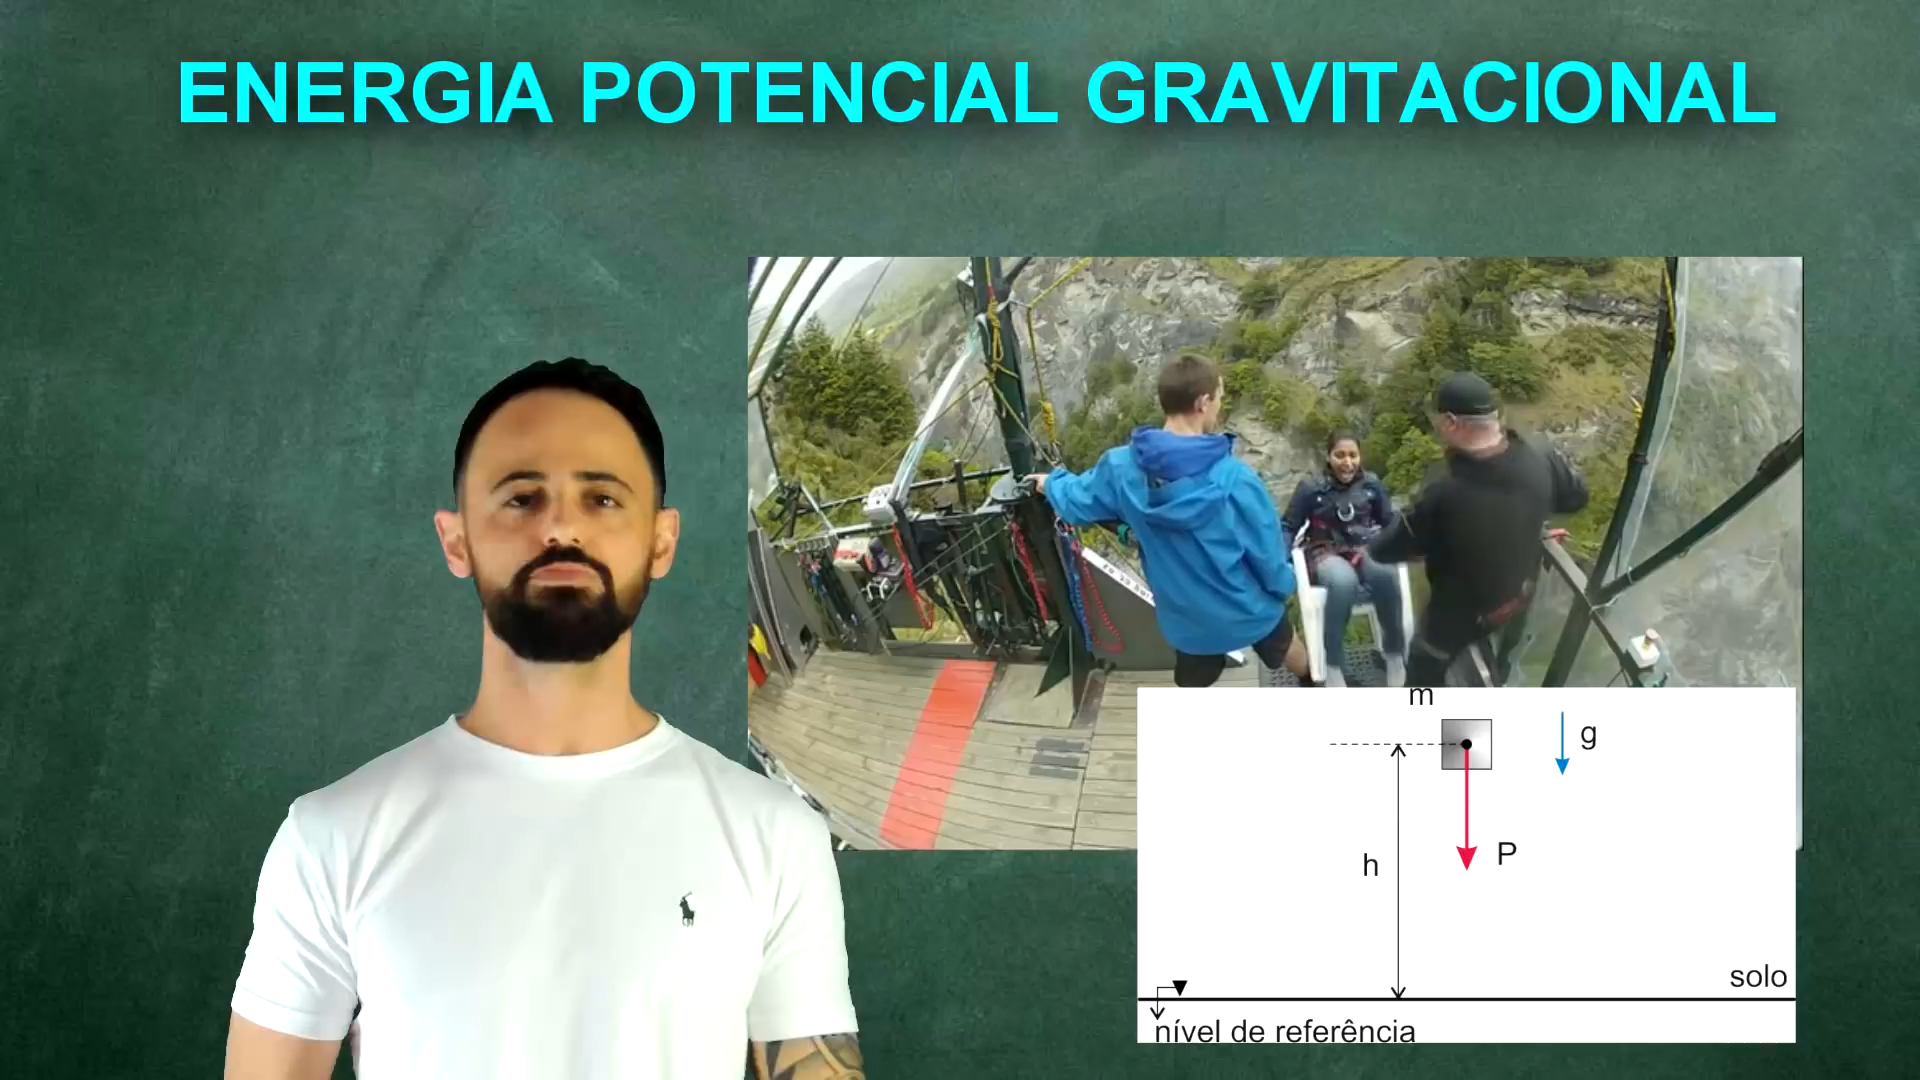 ENERGIA POTENCIAL GRAVITACIONAL
m
g
h
P
solo
nível de referência